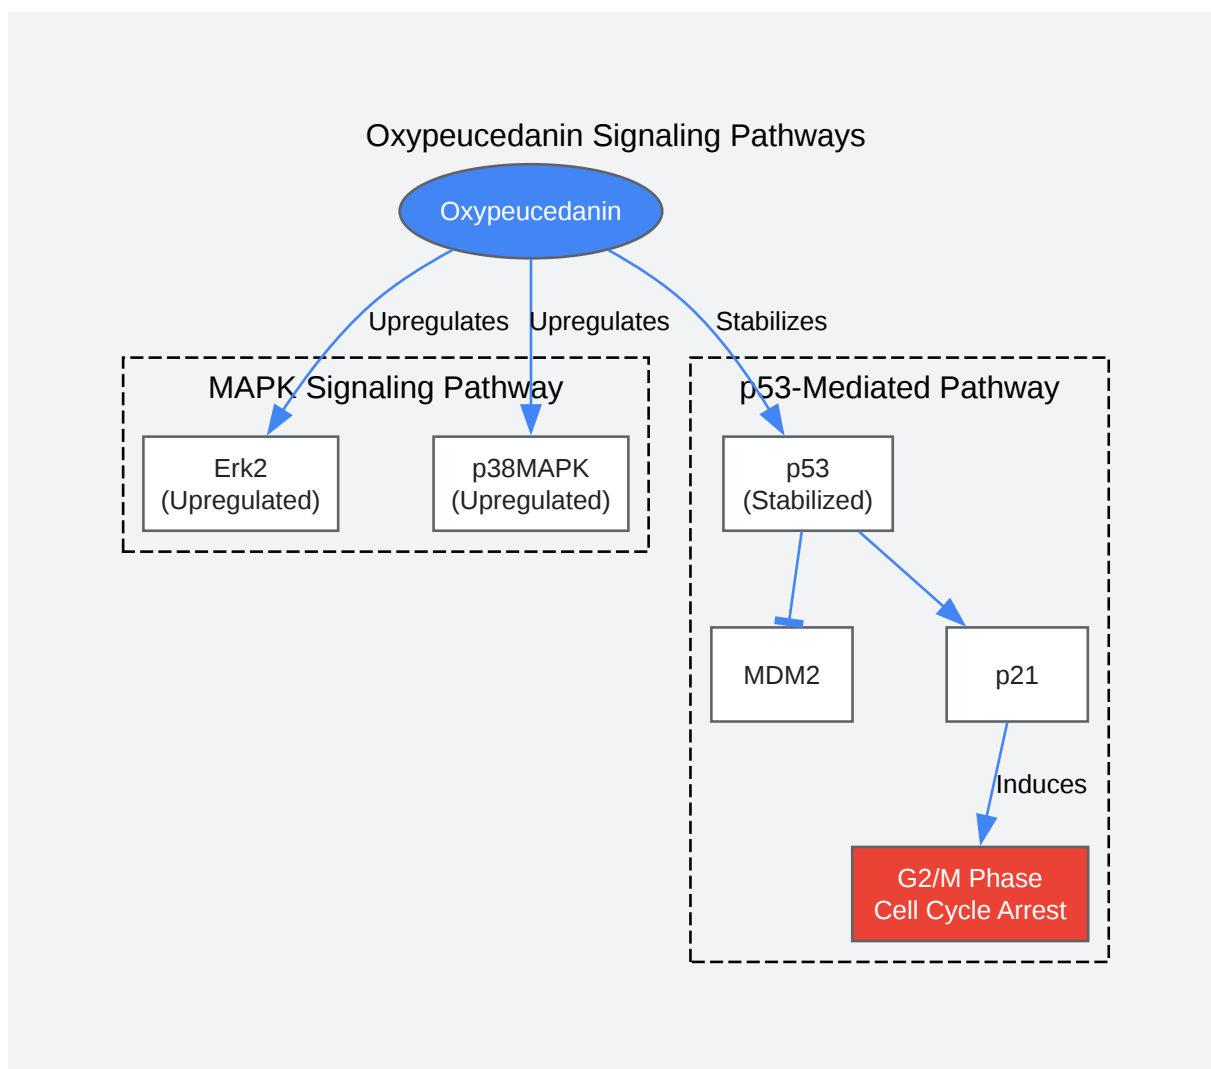 Oxypeucedanin Signaling Pathways
Oxypeucedanin
Upregulates
Upregulates
Stabilizes
MAPK Signaling Pathway
p53-Mediated Pathway
Erk2
(Upregulated)
p38MAPK
(Upregulated)
p53
(Stabilized)
MDM2
p21
Induces
G2/M Phase
Cell Cycle Arrest